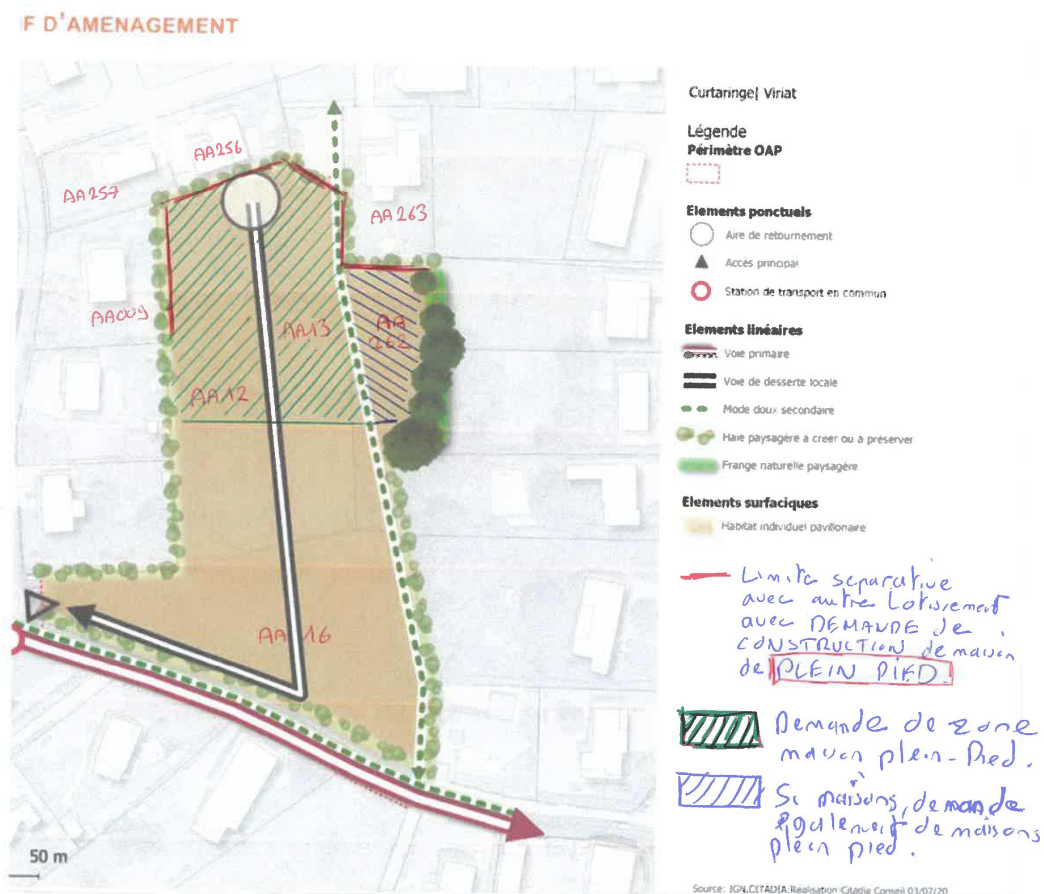 F D'AMENAGEMENT
AA256
AA257
AA263
AA009
AA13
AA
262
AA12
AA 16
50 m
Curtaringe| Viriat
Légende
Périmètre OAP
Elements ponctuels
Aire de retournement
Accès principal
Station de transport en commun
Elements linéaires
Voie primaire
Voie de desserte locale
Mode doux secondaire
Haie paysagère à créer ou à préserver
Frange naturelle paysagère
Elements surfaciques
Habitat individuel pavillonaire
Limite séparative
avec autre Lotissement
avec DEMANDE de
CONSTRUCTION de maison
de PLEIN PIED.
Demande de zone
maison plein-Pied.
Si maisons, demande
également de maisons
plein pied.
Source: IGN,CITADIA;Réalisation Citadia Conseil 03/07/20